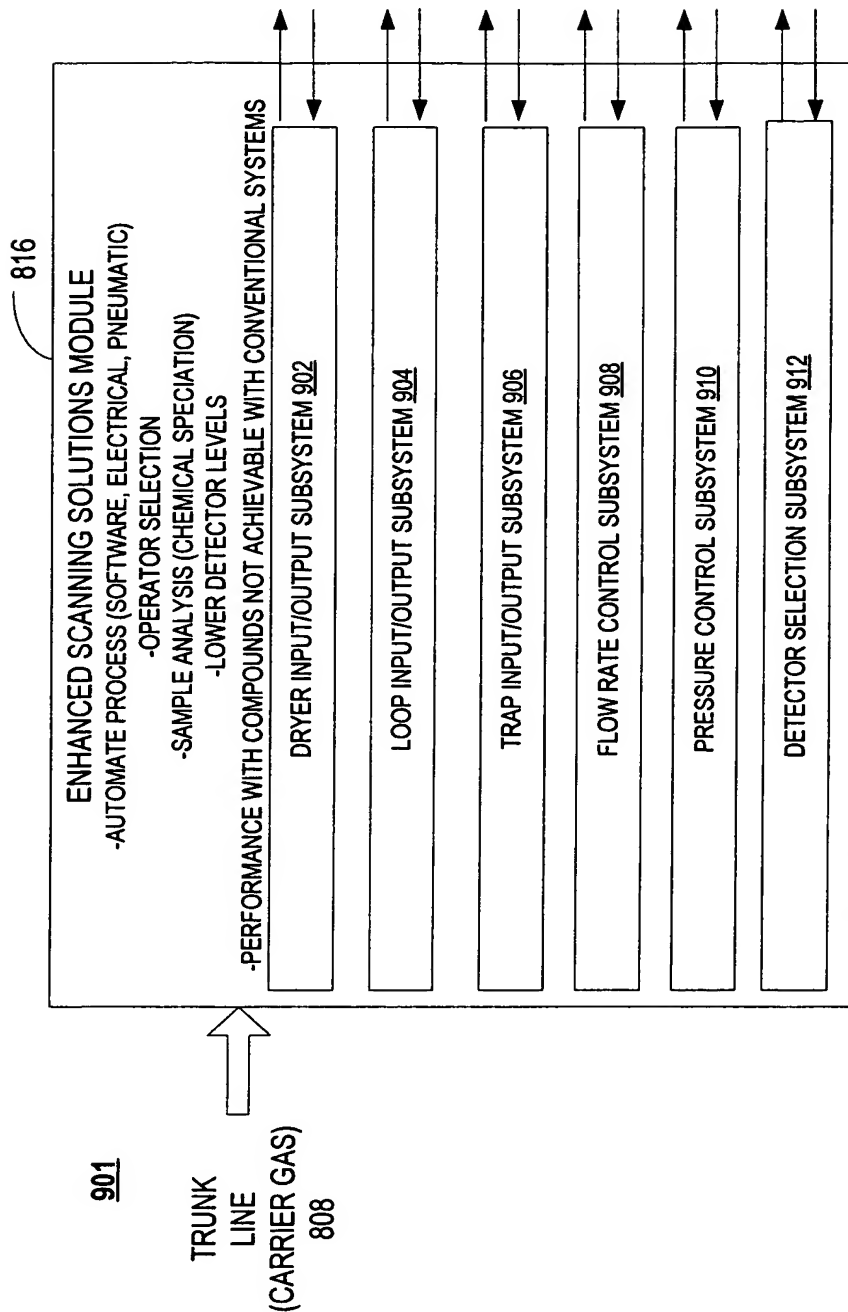 816
ENHANCED SCANNING SOLUTIONS MODULE
-AUTOMATE PROCESS (SOFTWARE, ELECTRICAL, PNEUMATIC)
-OPERATOR SELECTION
-SAMPLE ANALYSIS (CHEMICAL SPECIATION)
-LOWER DETECTOR LEVELS
-PERFORMANCE WITH COMPOUNDS NOT ACHIEVABLE WITH CONVENTIONAL SYSTEMS
901
TRUNK
LINE
(CARRIER GAS)
808
DRYER INPUT/OUTPUT SUBSYSTEM 902
LOOP INPUT/OUTPUT SUBSYSTEM 904
TRAP INPUT/OUTPUT SUBSYSTEM 906
FLOW RATE CONTROL SUBSYSTEM 908
PRESSURE CONTROL SUBSYSTEM 910
DETECTOR SELECTION SUBSYSTEM 912